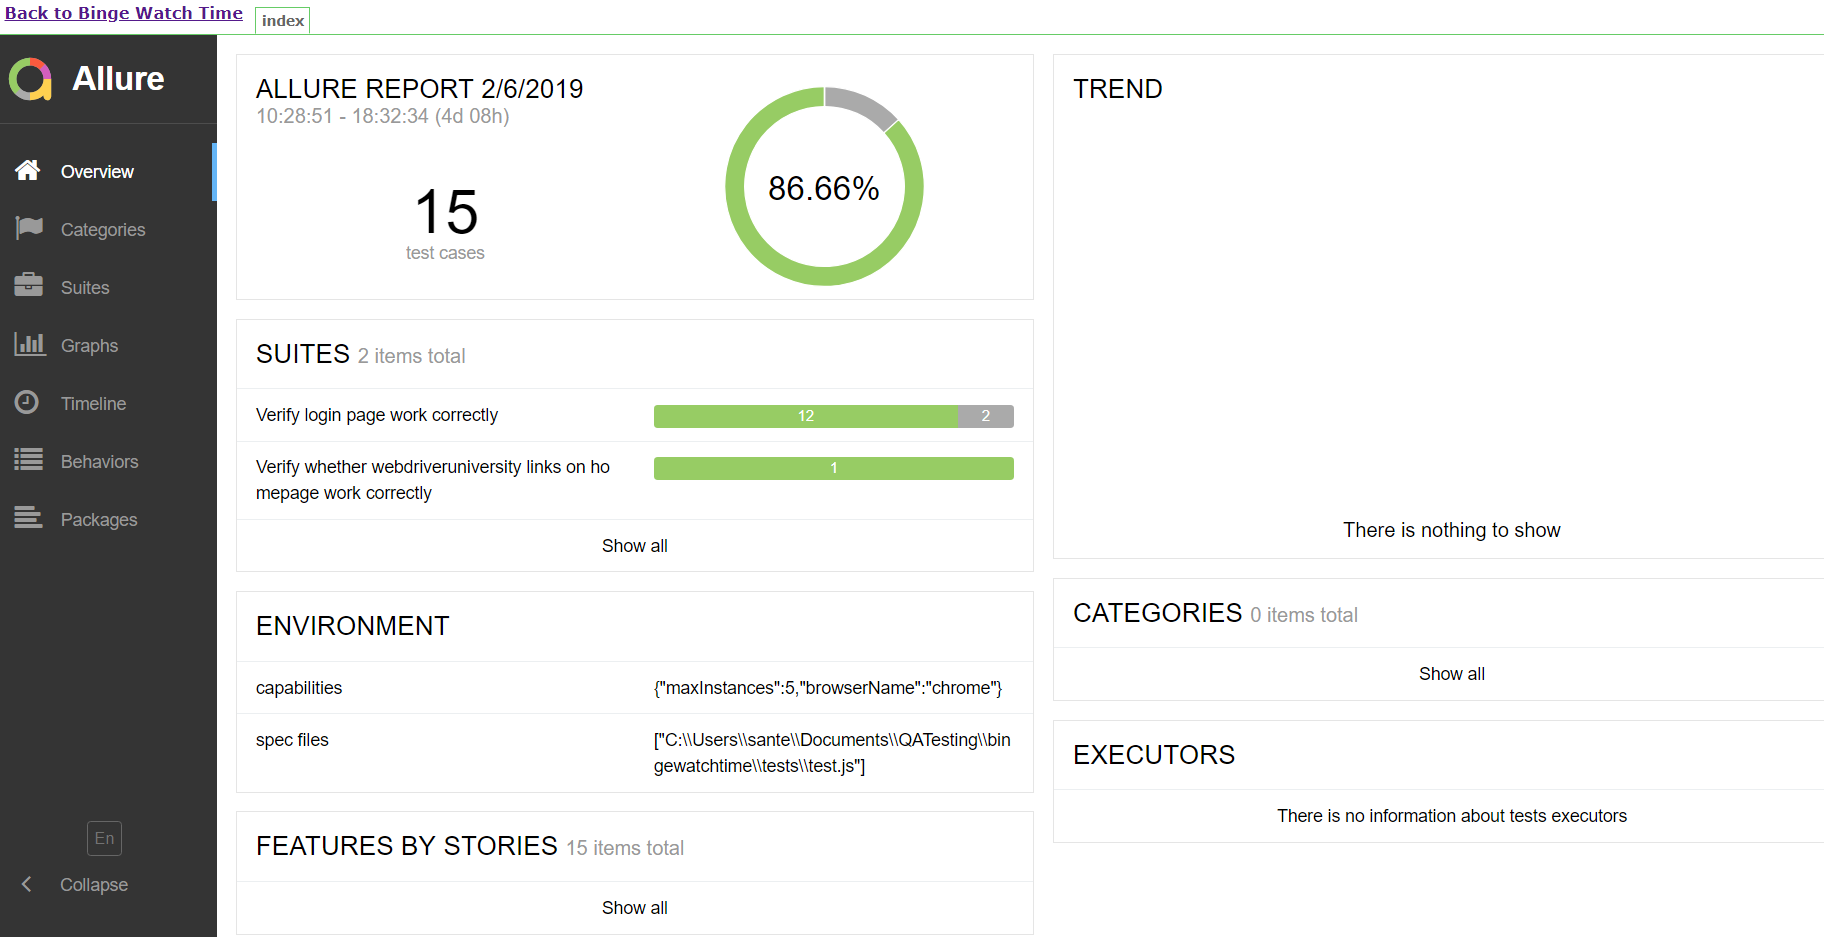 Back to Binge Watch Time
index
Allure
Overview
Categories
Suites
Graphs
Timeline
Behaviors
Packages
En
Collapse
ALLURE REPORT 2/6/2019
10:28:51 - 18:32:34 (4d 08h)
15
test cases
86.66%
SUITES 2 items total
Verify login page work correctly
12
2
Verify whether webdriveruniversity links on ho
mepage work correctly
1
Show all
ENVIRONMENT
capabilities
{"maxInstances":5,"browserName":"chrome"}
spec files
["C:\\Users\\sante\\Documents\\QATesting\\bin
gewatchtime\\tests\\test.js"]
FEATURES BY STORIES 15 items total
Show all
TREND
There is nothing to show
CATEGORIES 0 items total
Show all
EXECUTORS
There is no information about tests executors